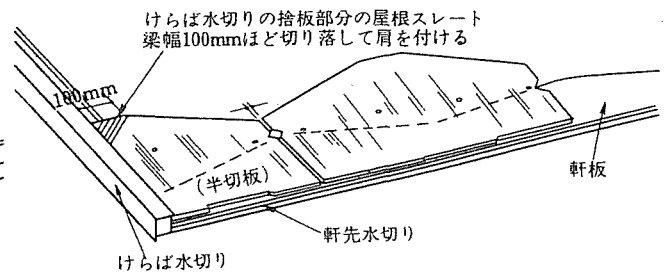 けらば水切りの捨板部分の屋根スレート
梁幅100mmほど切り落して肩を付ける
100mm
(半切板)
軒板
軒先水切り
けらば水切り